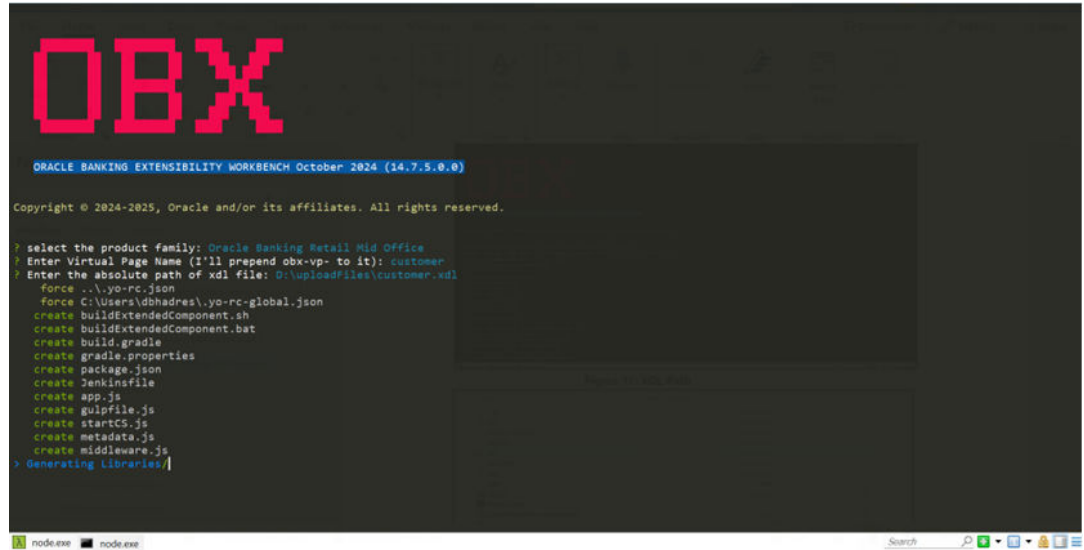 OBX
ORACLE BANKING EXTENSIBILITY WORKBENCH October 2024 (14.7.5.0.0)
Copyright © 2024-2025, Oracle and/or its affiliates. All rights reserved.
? select the product family: Oracle Banking Retail Mid Office
? Enter Virtual Page Name (I'll prepend obx-vp- to it): customer
? Enter the absolute path of xdl file: D:\uploadFiles\customer.xdl
force ..\.yo-rc.json
force C:\Users\dbhadres\.yo-rc-global.json
create buildExtendedComponent.sh
create buildExtendedComponent.bat
create build.gradle
create gradle.properties
create package.json
create Jenkinsfile
create app.js
create gulpfile.js
create startCS.js
create metadata.js
create middleware.js
> Generating Libraries/
node.exe node.exe Search